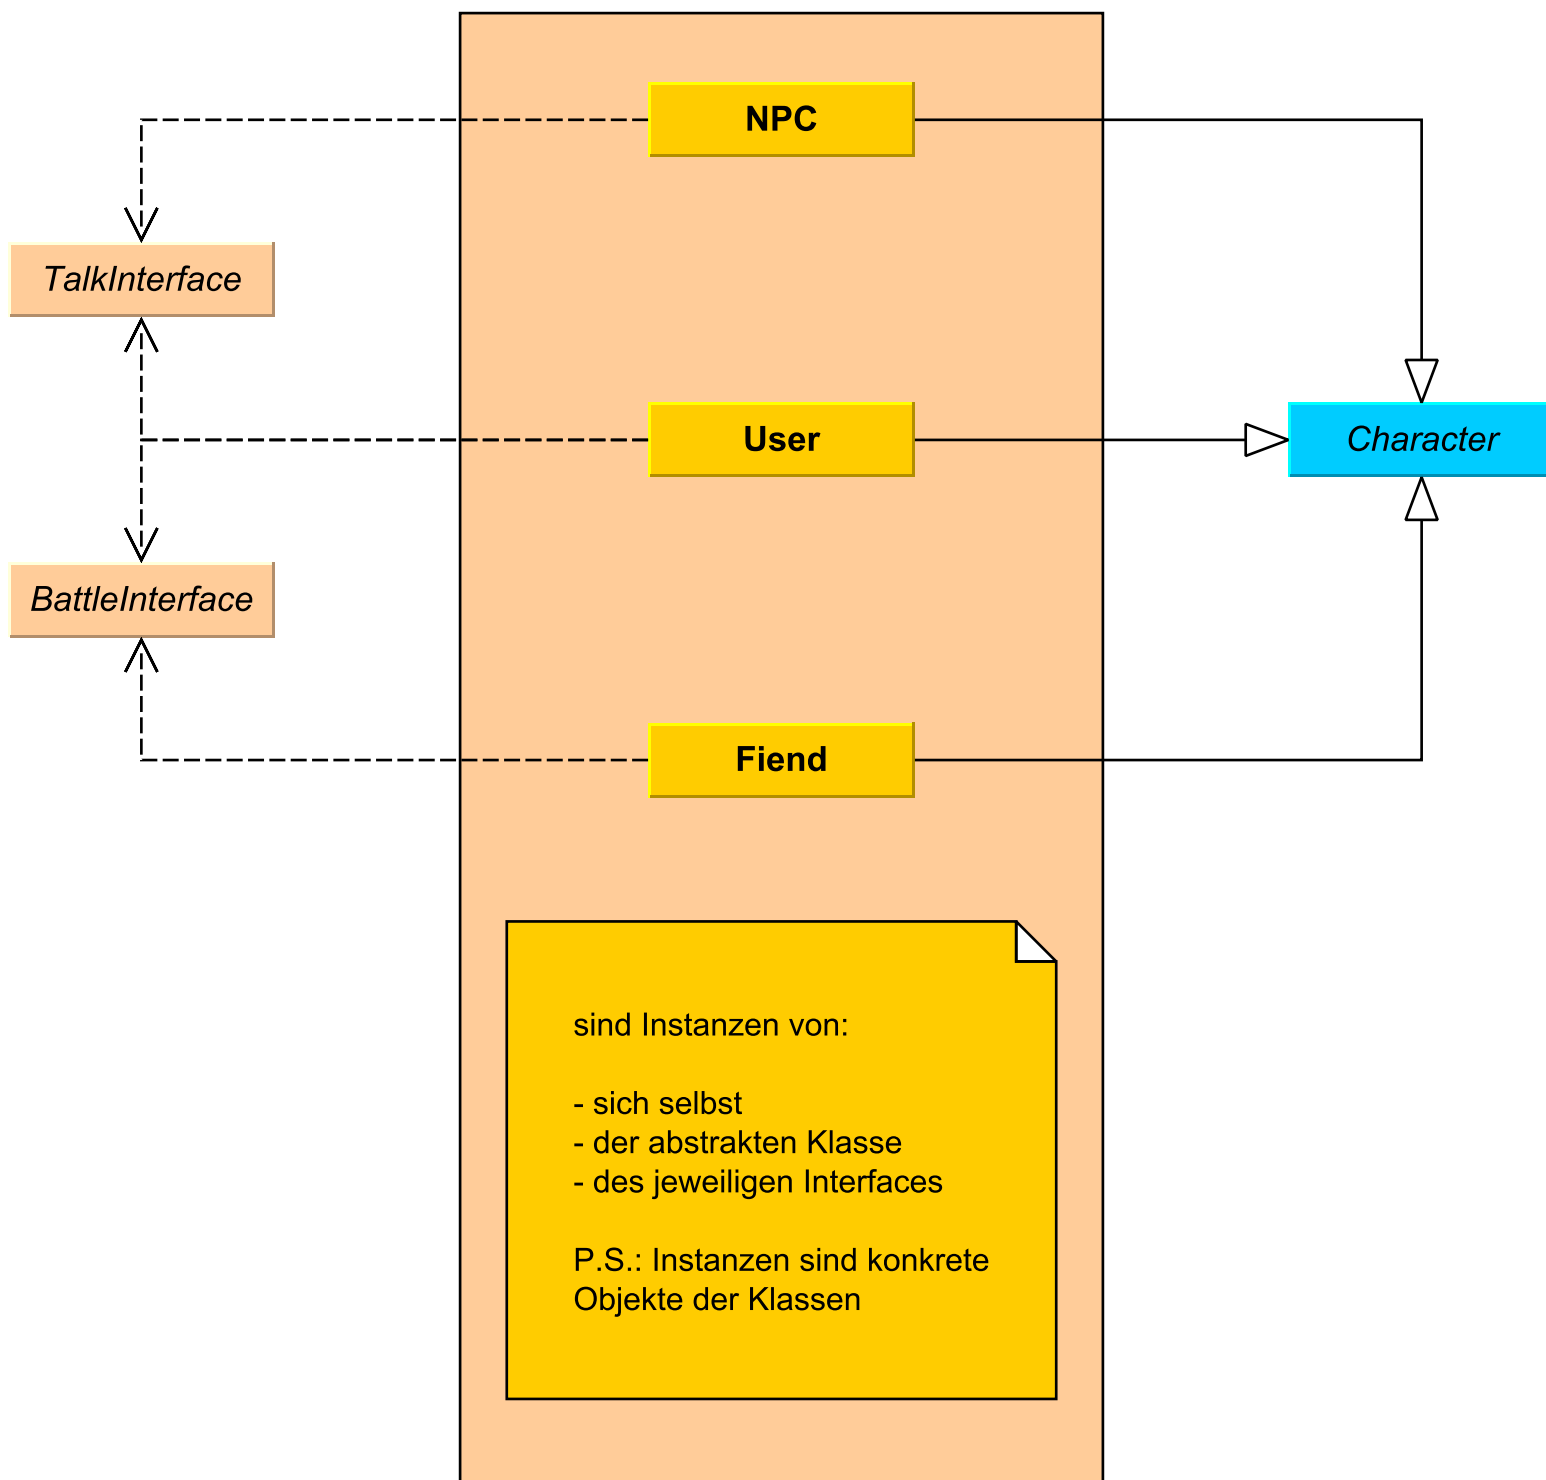 NPC
TalkInterface
User
Character
BattleInterface
Fiend
sind Instanzen von:
- sich selbst
- der abstrakten Klasse
- des jeweiligen Interfaces
P.S.: Instanzen sind konkrete
Objekte der Klassen